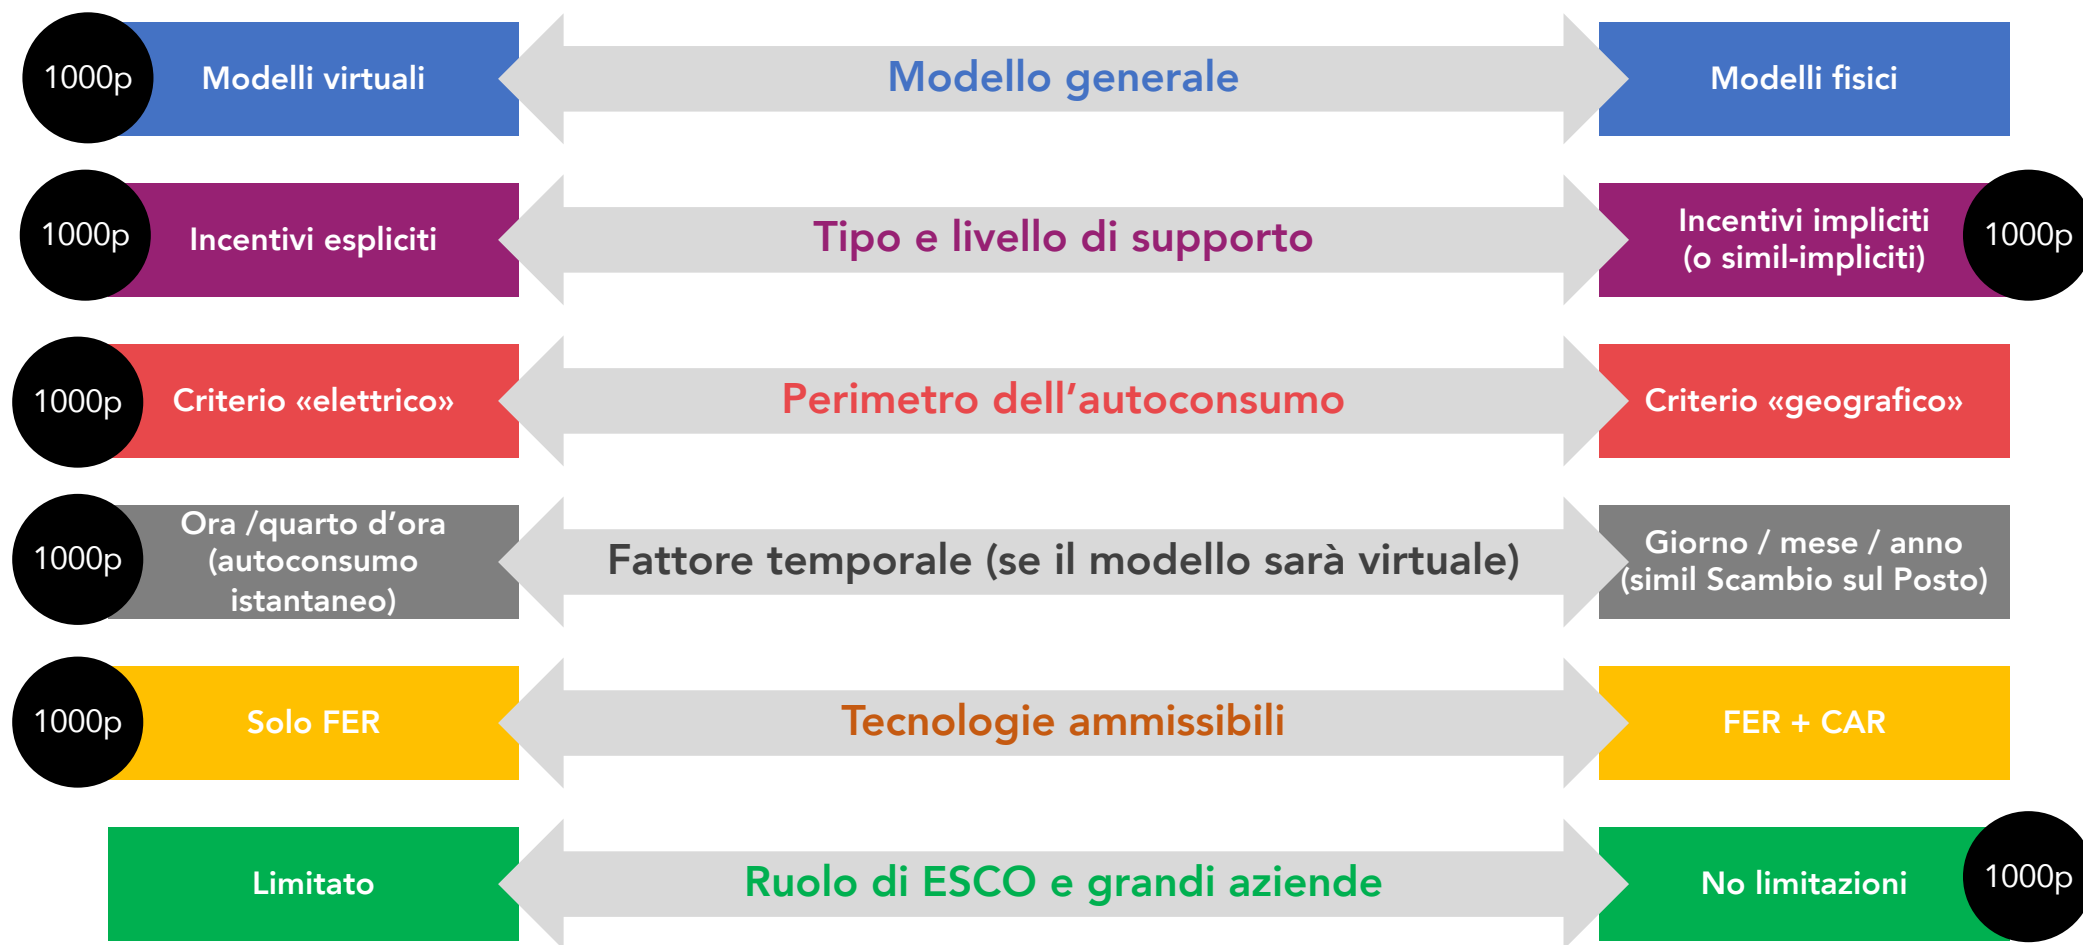 1000p
Modelli virtuali
Modello generale
Modelli fisici
1000p
Incentivi espliciti
Tipo e livello di supporto
Incentivi impliciti
(o simil-impliciti)
1000p
1000p
Criterio «elettrico»
Perimetro dell’autoconsumo
Criterio «geografico»
1000p
Ora /quarto d’ora
(autoconsumo
istantaneo)
Fattore temporale (se il modello sarà virtuale)
Giorno / mese / anno
(simil Scambio sul Posto)
1000p
Solo FER
Tecnologie ammissibili
FER + CAR
Limitato
Ruolo di ESCO e grandi aziende
No limitazioni
1000p